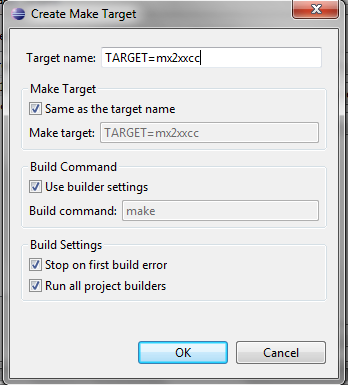 Create Make Target
Target name: TARGET=mx2xxcc
Make Target
Same as the target name
Make target: TARGET=mx2xxcc
Build Command
Use builder settings
Build command: make
Build Settings
Stop on first build error
Run all project builders
OK Cancel